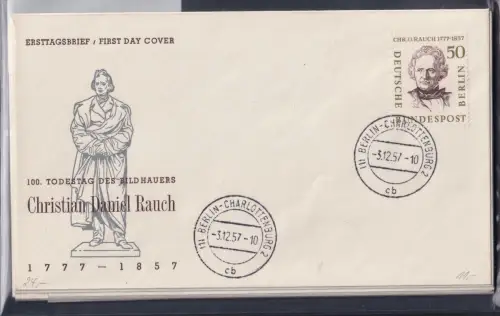 ERSTTAGSBRIEF / FIRST DAY COVER
CHR.D.RAUCH 1777-1857
50
DEUTSCHE
BUNDESPOST
BERLIN
100. TODESTAG DES BILDHAUERS
Christian Daniel Rauch
1777-1857
1 BERLIN-CHARLOTTENBURG 2
-3.12.57-10
cb
1 BERLIN-CHARLOTTENBURG 2
-3.12.57-10
cb